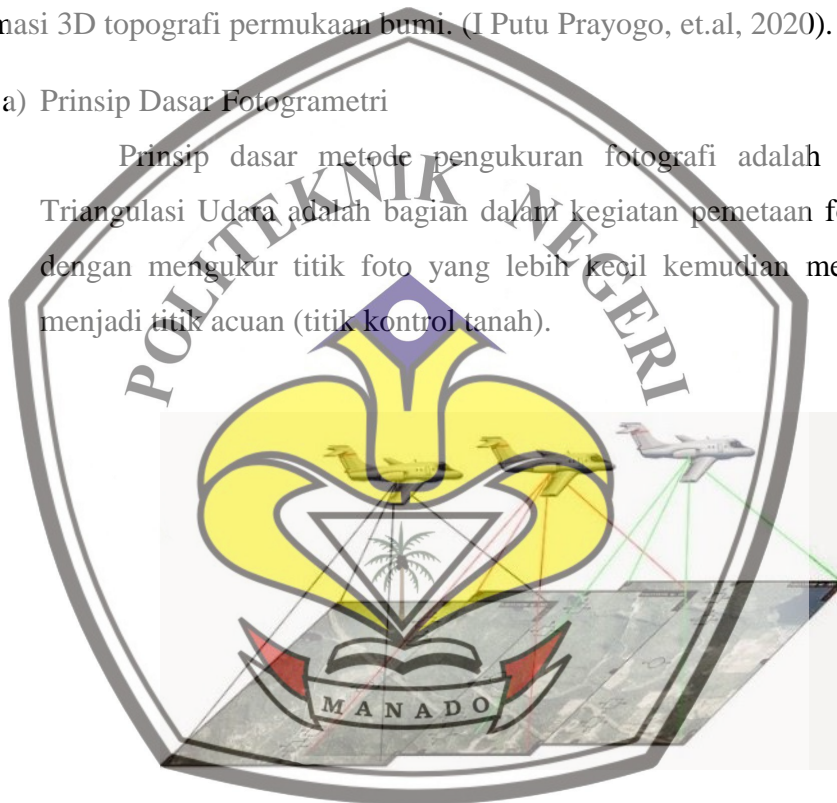 masi 3D topografi permukaan bumi. (I Putu Prayogo, et.al, 2020).
a) Prinsip Dasar Fotogrametri
Prinsip dasar metode pengukuran fotografi adalah
Triangulasi Udara adalah bagian dalam kegiatan pemetaan f
dengan mengukur titik foto yang lebih kecil kemudian me
menjadi titik acuan (titik kontrol tanah).
POLITEKNIK NEGERI
MANADO